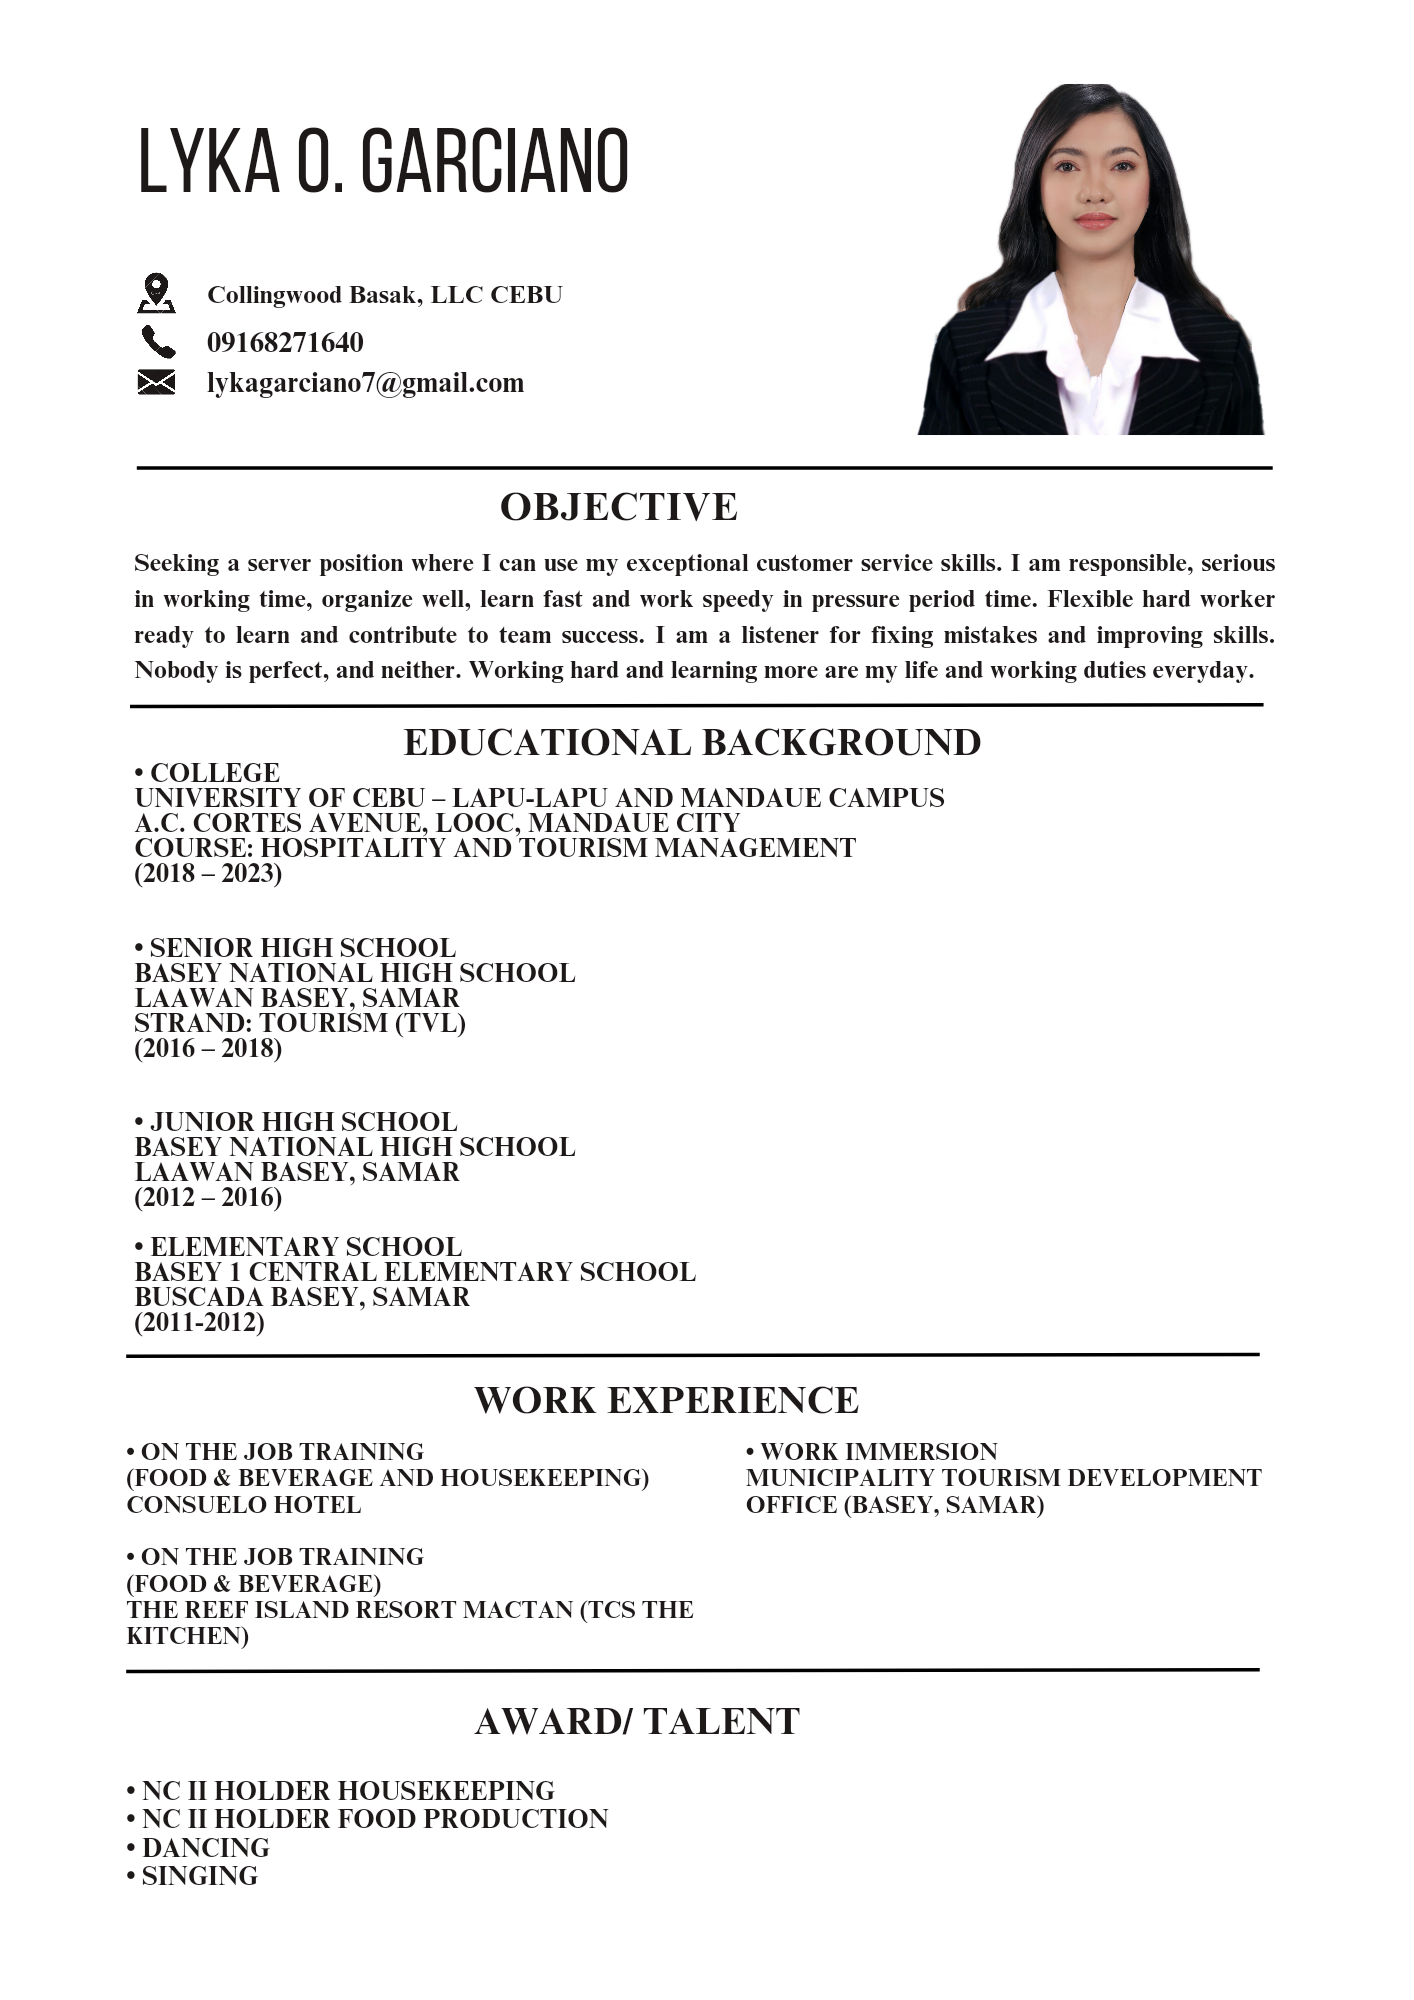 LYKA O. GARCIANO
Collingwood Basak, LLC CEBU
09168271640
lykagarciano7@gmail.com
OBJECTIVE
Seeking a server position where I can use my exceptional customer service skills. I am responsible, serious
in working time, organize well, learn fast and work speedy in pressure period time. Flexible hard worker
ready to learn and contribute to team success. I am a listener for fixing mistakes and improving skills.
Nobody is perfect, and neither. Working hard and learning more are my life and working duties everyday.
EDUCATIONAL BACKGROUND
• COLLEGE
UNIVERSITY OF CEBU – LAPU-LAPU AND MANDAUE CAMPUS
A.C. CORTES AVENUE, LOOC, MANDAUE CITY
COURSE: HOSPITALITY AND TOURISM MANAGEMENT
(2018 – 2023)
• SENIOR HIGH SCHOOL
BASEY NATIONAL HIGH SCHOOL
LAAWAN BASEY, SAMAR
STRAND: TOURISM (TVL)
(2016 – 2018)
• JUNIOR HIGH SCHOOL
BASEY NATIONAL HIGH SCHOOL
LAAWAN BASEY, SAMAR
(2012 – 2016)
• ELEMENTARY SCHOOL
BASEY 1 CENTRAL ELEMENTARY SCHOOL
BUSCADA BASEY, SAMAR
(2011-2012)
WORK EXPERIENCE
• ON THE JOB TRAINING
(FOOD & BEVERAGE AND HOUSEKEEPING)
CONSUELO HOTEL
• ON THE JOB TRAINING
(FOOD & BEVERAGE)
THE REEF ISLAND RESORT MACTAN (TCS THE
KITCHEN)
• WORK IMMERSION
MUNICIPALITY TOURISM DEVELOPMENT
OFFICE (BASEY, SAMAR)
AWARD/ TALENT
• NC II HOLDER HOUSEKEEPING
• NC II HOLDER FOOD PRODUCTION
• DANCING
• SINGING